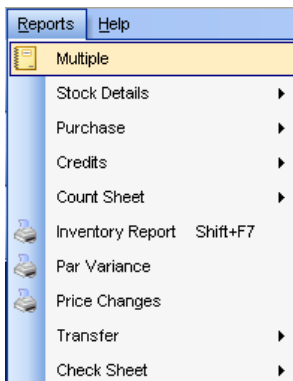 Reports Help
Multiple
Stock Details
Purchase
Credits
Count Sheet
Inventory Report Shift+F7
Par Variance
Price Changes
Transfer
Check Sheet